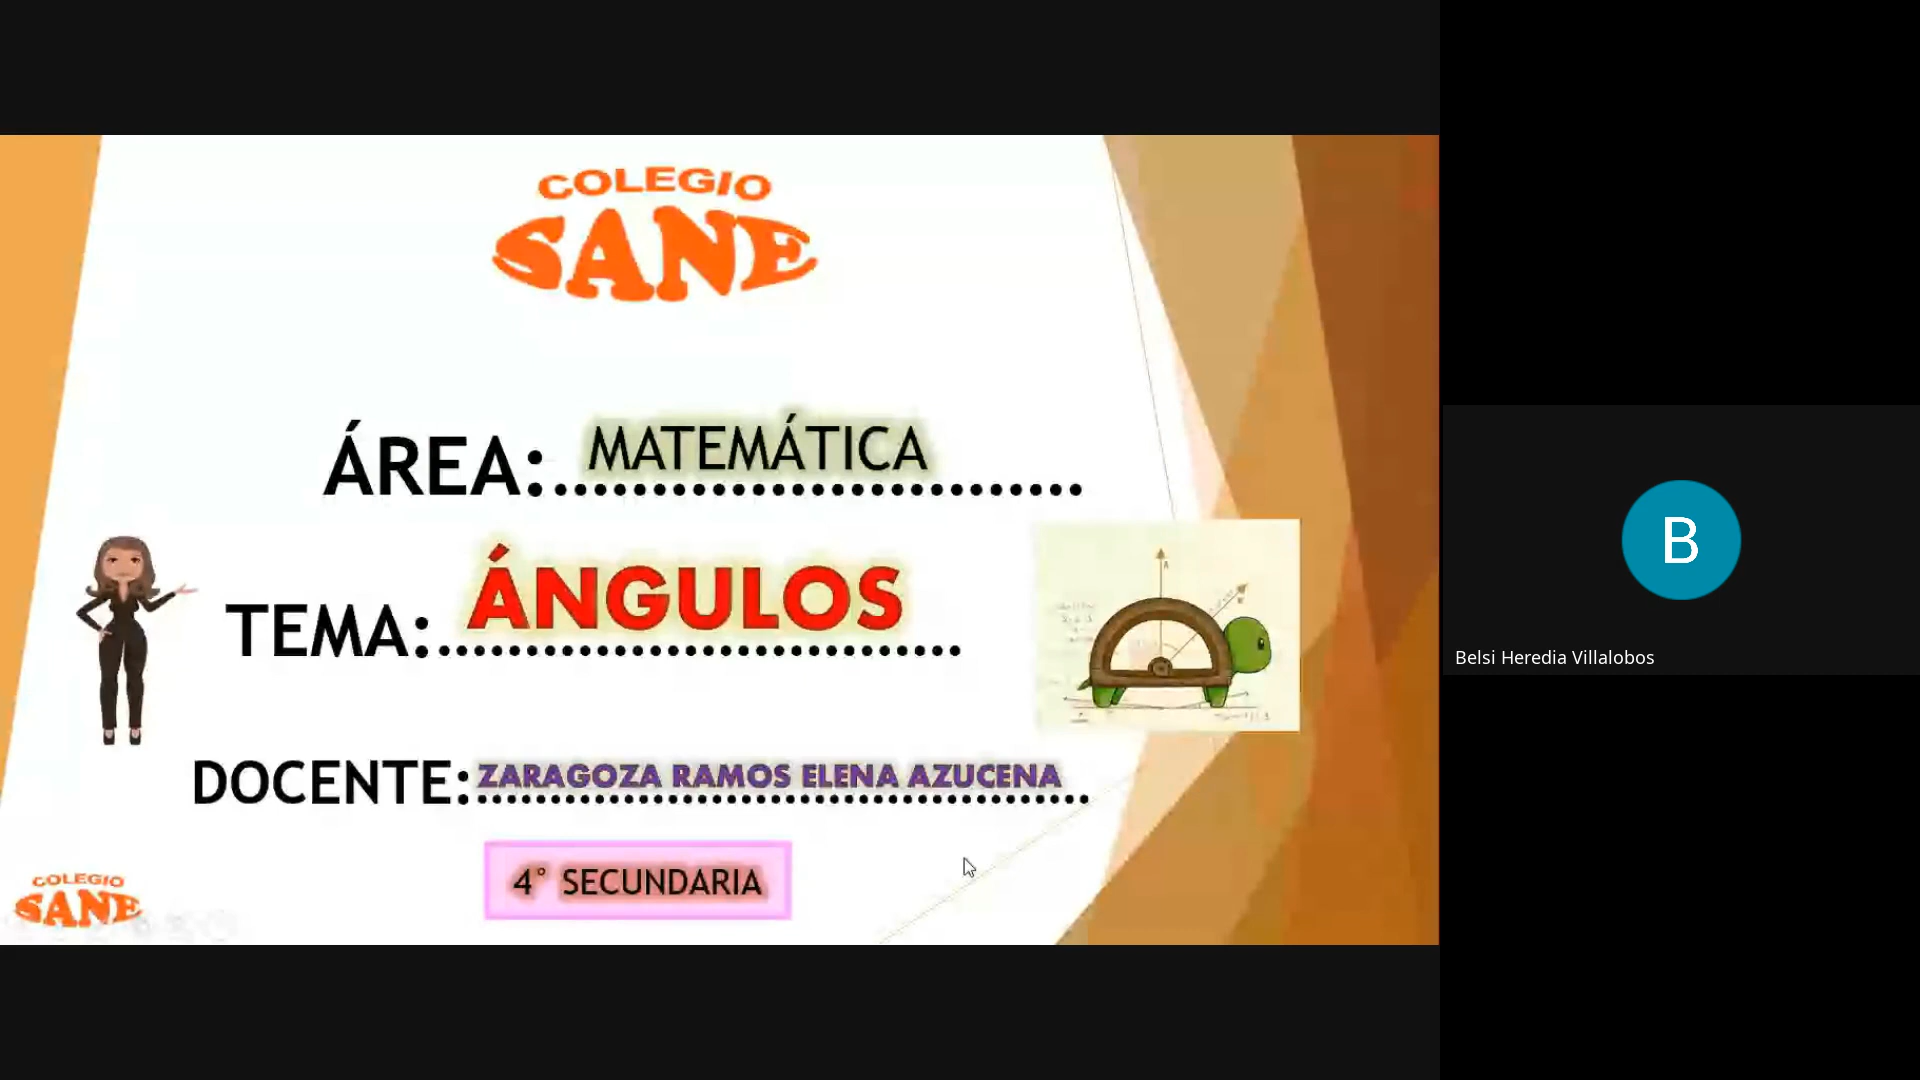 COLEGIO
SANE
ÁREA:...........................
MATEMÁTICA
TEMA:..............................
ÁNGULOS
DOCENTE:................................
ZARAGOZA RAMOS ELENA AZUCENA
4° SECUNDARIA
COLEGIO
SANE
B
Belsi Heredia Villalobos